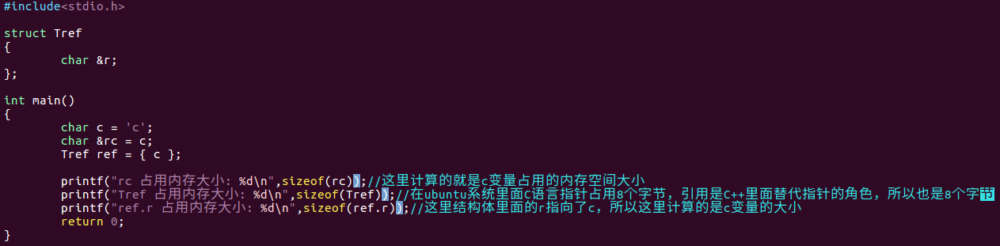 #include<stdio.h>
struct Tref
{
        char &r;
};
int main()
{
        char c = 'c';
        char &rc = c;
        Tref ref = { c };
        printf("rc 占用内存大小: %d\n",sizeof(rc));//这里计算的就是c变量占用的内存空间大小
        printf("Tref 占用内存大小: %d\n",sizeof(Tref));//在ubuntu系统里面C语言指针占用8个字节，引用是C++里面替代指针的角色，所以也是8个字节
        printf("ref.r 占用内存大小: %d\n",sizeof(ref.r));//这里结构体里面的r指向了c，所以这里计算的是c变量的大小
        return 0;
}